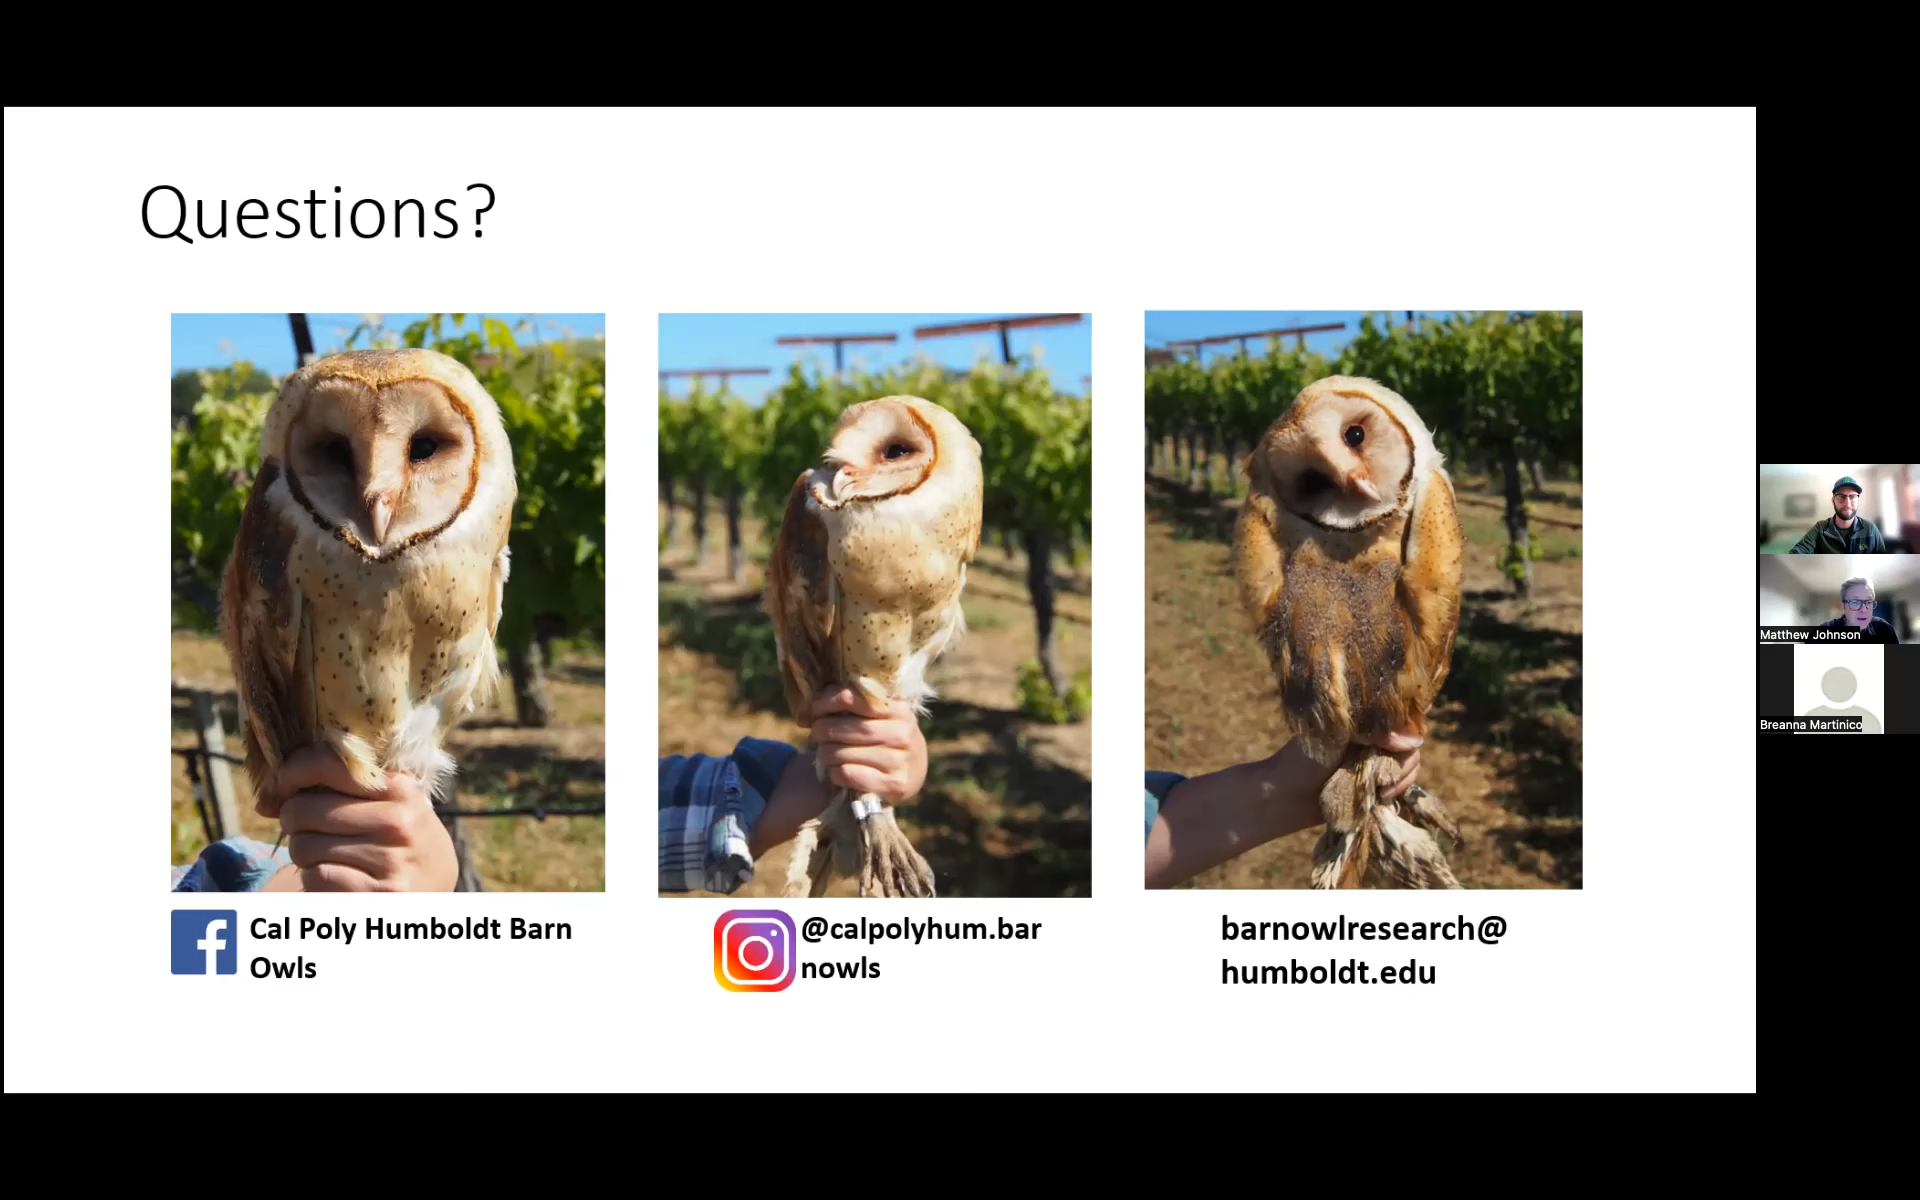 Questions?
Cal Poly Humboldt Barn
Owls
@calpolyhum.bar
nowls
barnowlresearch@
humboldt.edu
Matthew Johnson
Breanna Martinico